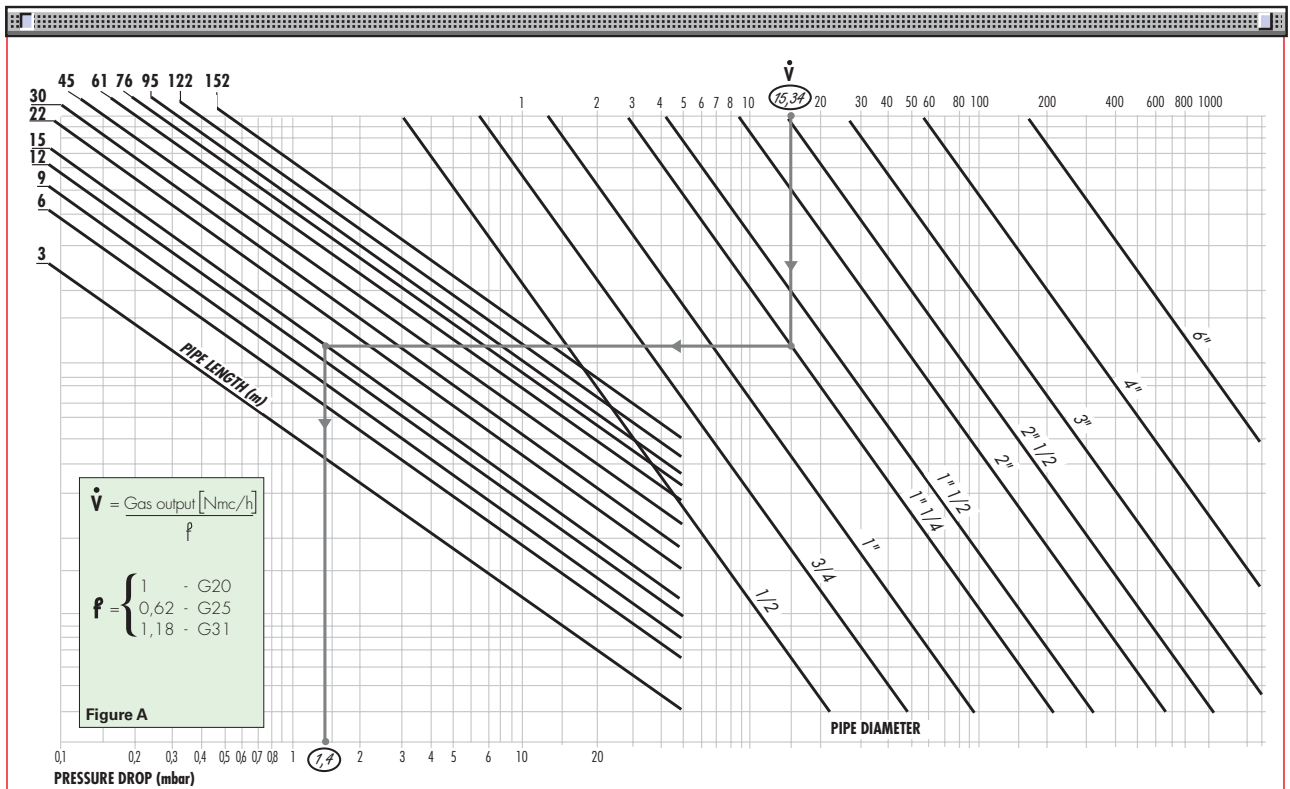 45 61 76 95 122 152
V̇
30
22
1 2 3 4 5 6 7 8 10 15,34 20 30 40 50 60 80 100 200 400 600 800 1000
15
12
9
6
3
PIPE LENGTH (m)
6"
4"
3"
2" 1/2
2"
1" 1/2
1" 1/4
1"
3/4
1/2
V̇ = Gas output [Nmc/h]
f
f = { 1 - G20
0,62 - G25
1,18 - G31
Figure A
PIPE DIAMETER
0,1 0,2 0,3 0,4 0,5 0,6 0,7 0,8 1 1,4 2 3 4 5 6 10 20
PRESSURE DROP (mbar)